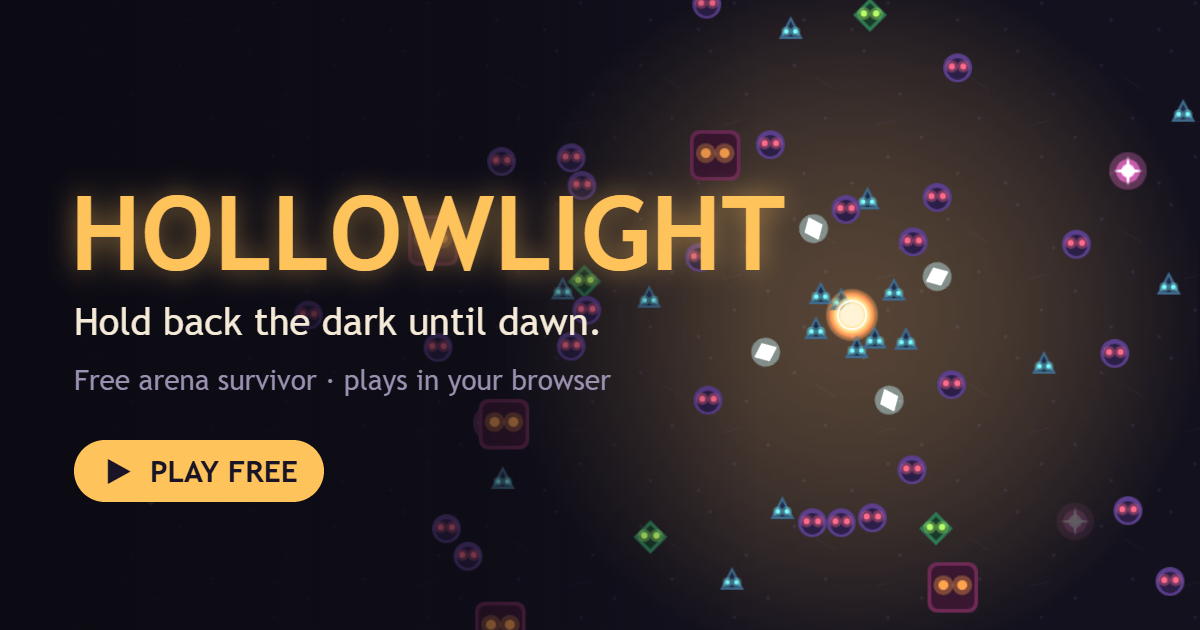 HOLLOWLIGHT
Hold back the dark until dawn.
Free arena survivor · plays in your browser
PLAY FREE